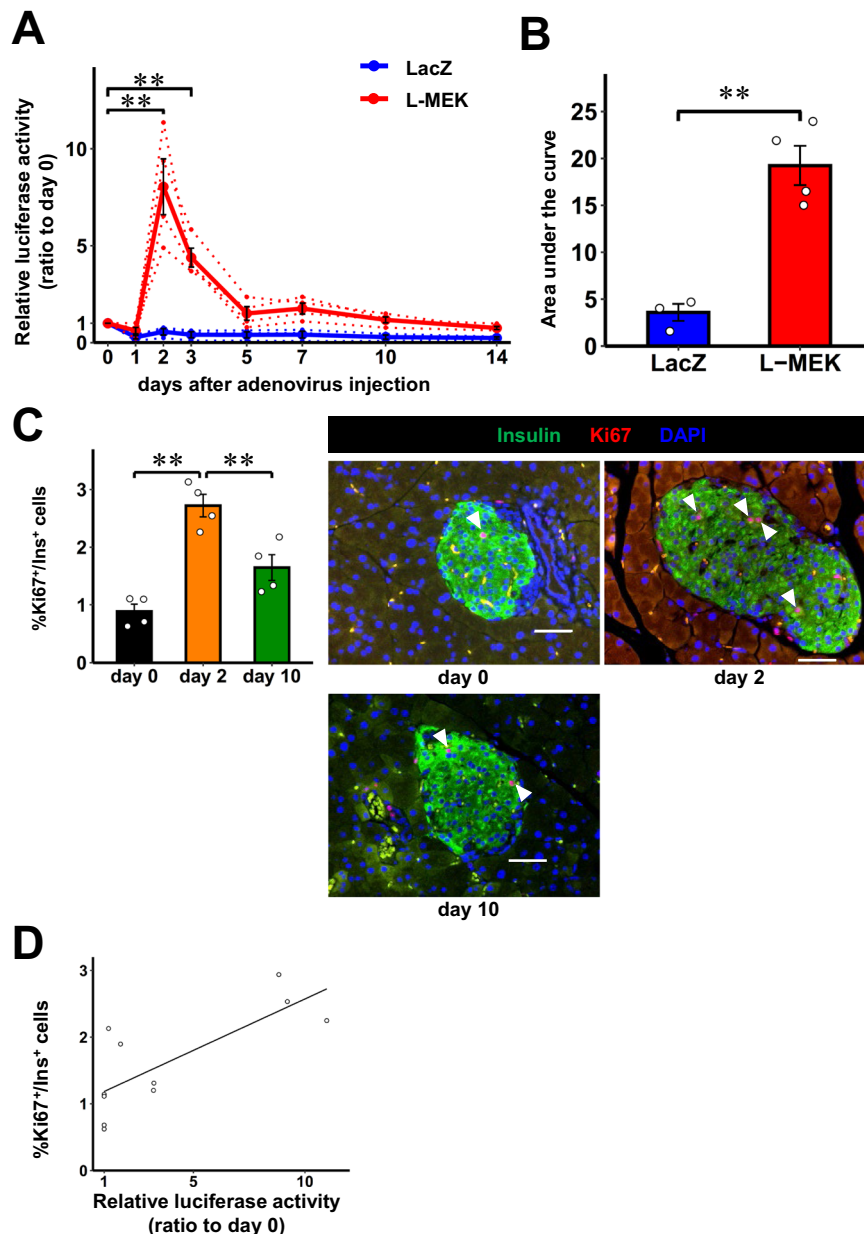 A
LacZ
L-MEK
**
**
Relative luciferase activity
(ratio to day 0)
10
5
1
0
0 1 2 3 5 7 10 14
days after adenovirus injection
B
**
Area under the curve
25
20
15
10
5
0
LacZ L−MEK
C
** **
%Ki67⁺/Ins⁺ cells
3
2
1
0
day 0 day 2 day 10
Insulin Ki67 DAPI
day 0
day 2
day 10
D
%Ki67⁺/Ins⁺ cells
3
2
1
0
1 5 10
Relative luciferase activity
(ratio to day 0)